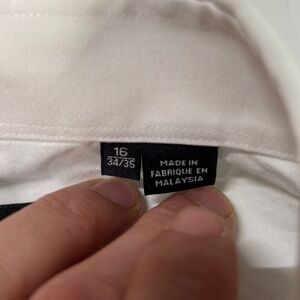 16
34/35
MADE IN
FABRIQUE EN
MALAYSIA